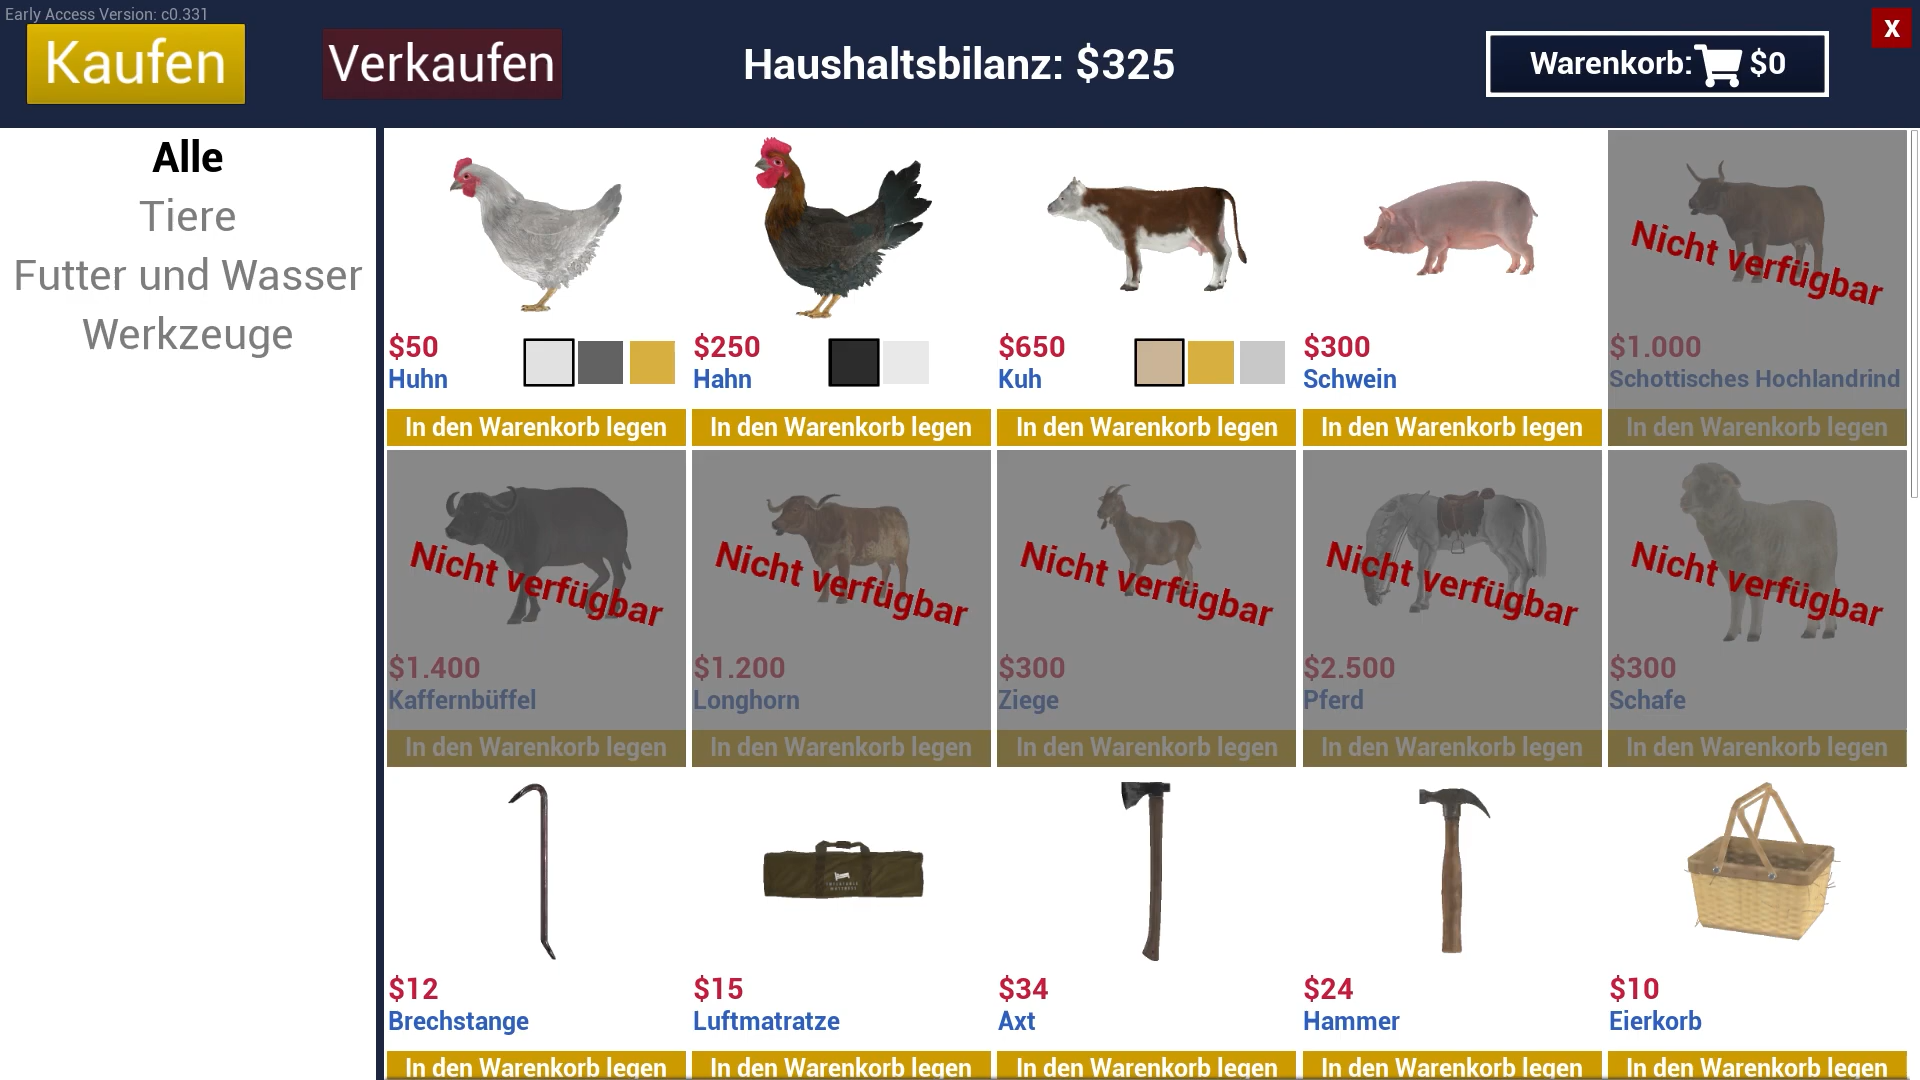 Early Access Version: c0.331
Kaufen
Verkaufen
Haushaltsbilanz: $325
Warenkorb: $0
X
Alle
Tiere
Futter und Wasser
Werkzeuge
$50
Huhn
In den Warenkorb legen
$250
Hahn
In den Warenkorb legen
$650
Kuh
In den Warenkorb legen
$300
Schwein
In den Warenkorb legen
Nicht verfügbar
$1.000
Schottisches Hochlandrind
In den Warenkorb legen
Nicht verfügbar
$1.400
Kaffernbüffel
In den Warenkorb legen
Nicht verfügbar
$1.200
Longhorn
In den Warenkorb legen
Nicht verfügbar
$300
Ziege
In den Warenkorb legen
Nicht verfügbar
$2.500
Pferd
In den Warenkorb legen
Nicht verfügbar
$300
Schafe
In den Warenkorb legen
$12
Brechstange
In den Warenkorb legen
$15
Luftmatratze
In den Warenkorb legen
$34
Axt
In den Warenkorb legen
$24
Hammer
In den Warenkorb legen
$10
Eierkorb
In den Warenkorb legen